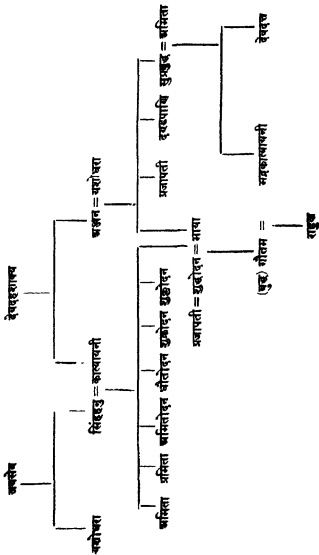 जयसेन देवदहशाक्य
यशोधरा सिंहहनु = कात्यायनी अञ्जन = यशोधरा
अमिता प्रमिता अमितोदन धौतोदन शुक्रोदन शुक्लोदन प्रजापती दण्डपाणि सुप्रबुद्ध = अमिता
प्रजापती = शुद्धोदन = माया
(बुद्ध) गौतम = भद्रकात्यायनी देवदत्त
राहुल